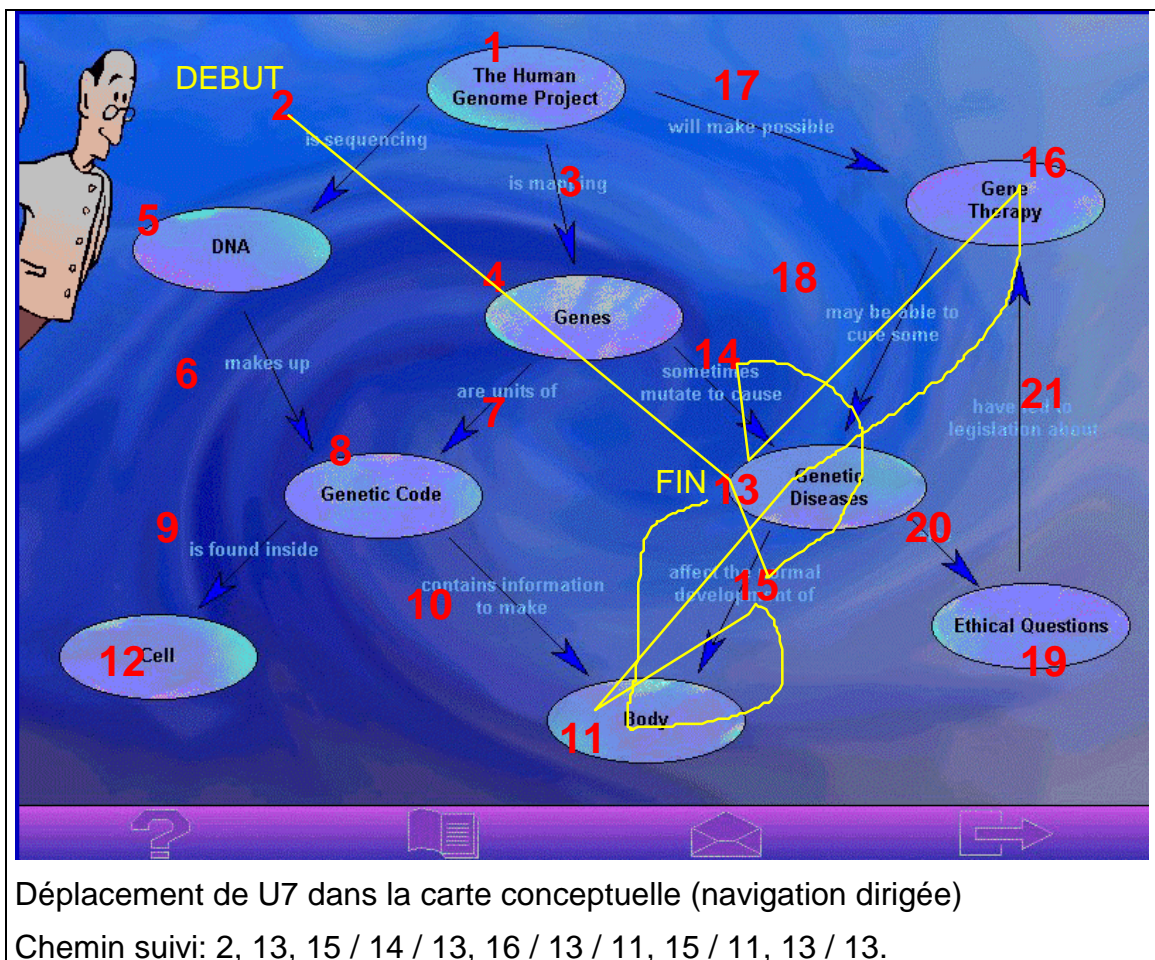 1
The Human
Genome Project
DEBUT
2
17
will make possible
is sequencing
is mapping
3
16
Gene
Therapy
5
DNA
4
Genes
18
may be able to
cure some
6
makes up
14
sometimes
mutate to cause
are units of
7
21
have led to
legislation about
8
Genetic Code
FIN
13
Genetic
Diseases
9
is found inside
20
10
contains information
to make
affect the normal
development of
15
12
Cell
Ethical Questions
19
11
Body
?
Déplacement de U7 dans la carte conceptuelle (navigation dirigée)
Chemin suivi: 2, 13, 15 / 14 / 13, 16 / 13 / 11, 15 / 11, 13 / 13.